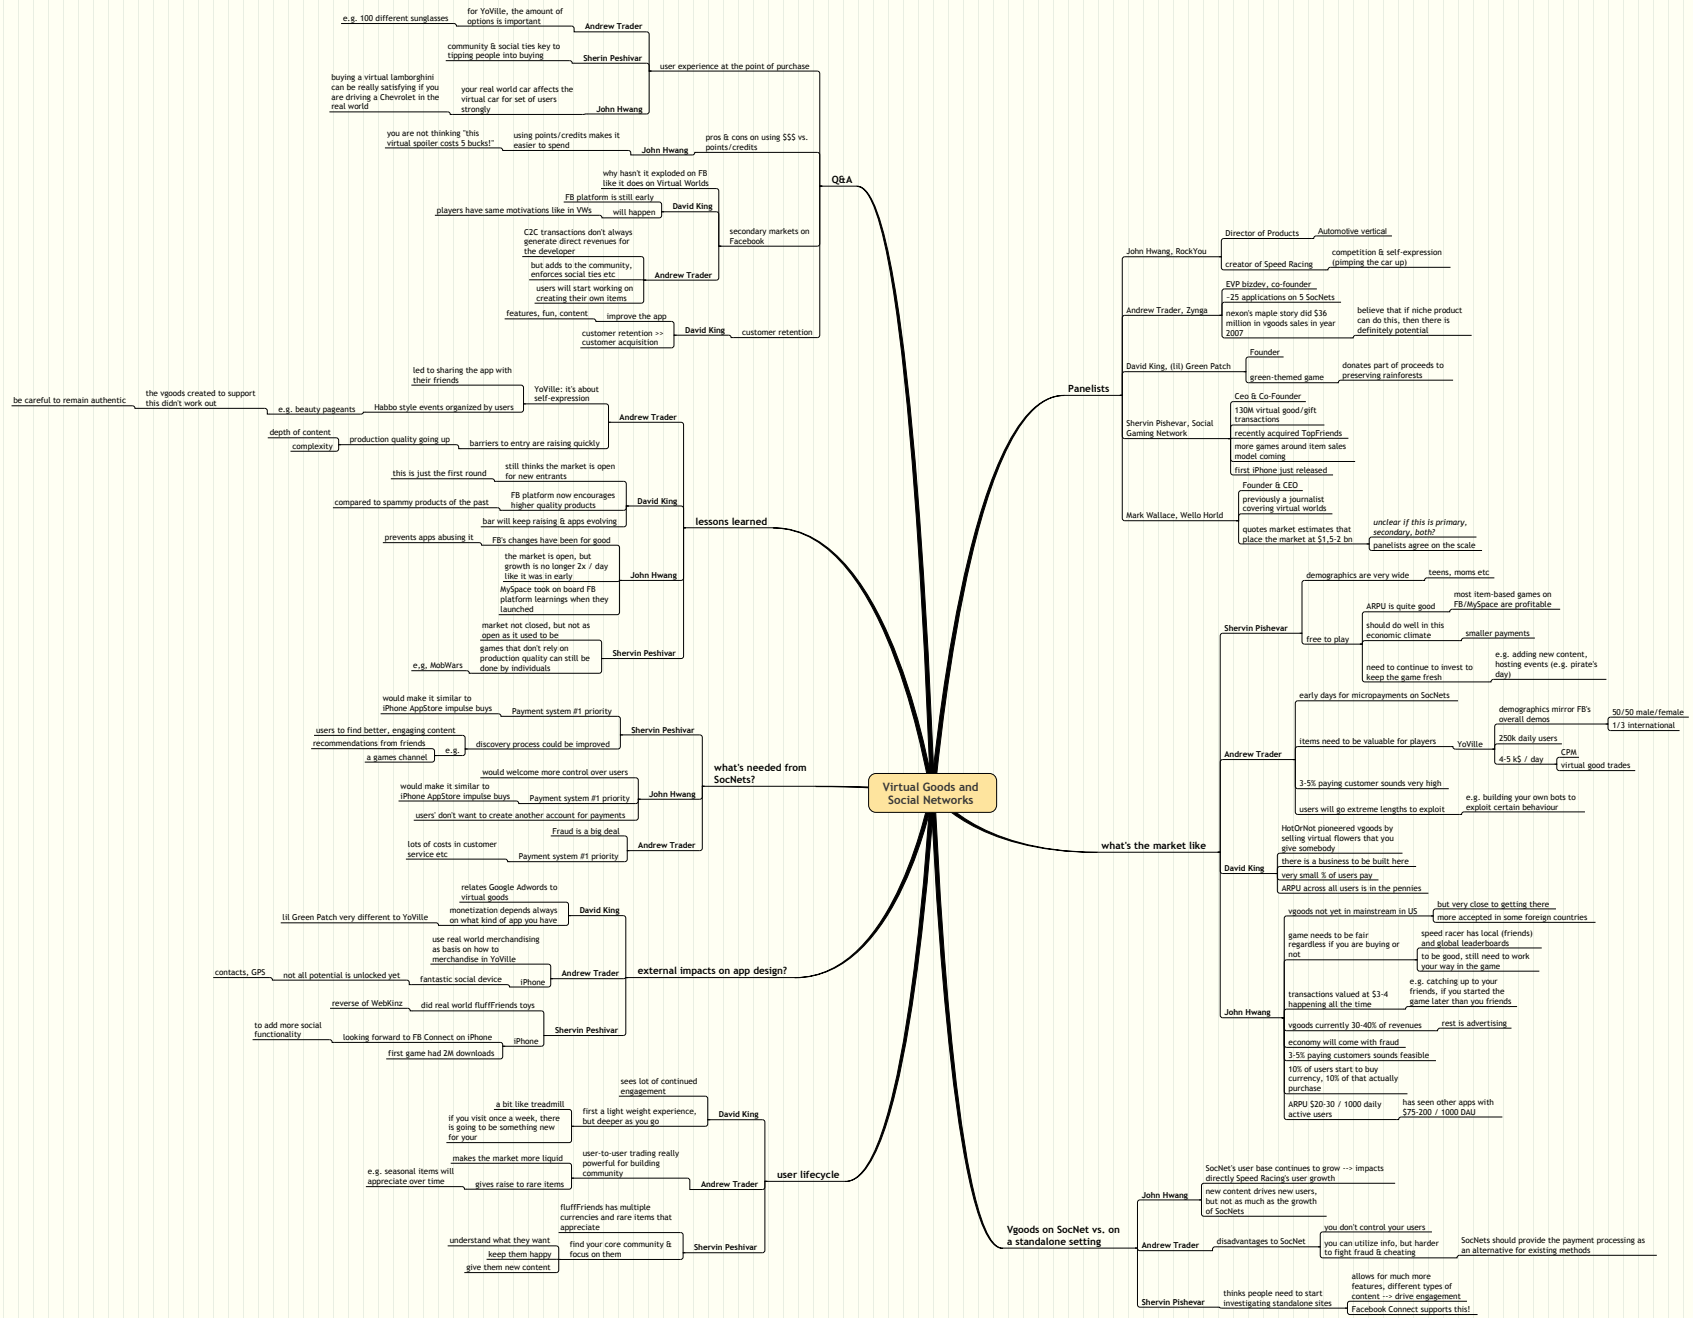 Virtual Goods and
Social Networks
Q&A
user experience at the point of purchase
Andrew Trader
for YoVille, the amount of
options is important
e.g. 100 different sunglasses
Sherin Peshivar
community & social ties key to
tipping people into buying
John Hwang
your real world car affects the
virtual car for set of users
strongly
buying a virtual lamborghini
can be really satisfying if you
are driving a Chevrolet in the
real world
pros & cons on using $$$ vs.
points/credits
John Hwang
using points/credits makes it
easier to spend
you are not thinking "this
virtual spoiler costs 5 bucks!"
secondary markets on
Facebook
why hasn't it exploded on FB
like it does on Virtual Worlds
David King
FB platform is still early
will happen
players have same motivations like in VWs
Andrew Trader
C2C transactions don't always
generate direct revenues for
the developer
but adds to the community,
enforces social ties etc
users will start working on
creating their own items
customer retention
David King
improve the app
features, fun, content
customer retention >>
customer acquisition
lessons learned
Andrew Trader
YoVille: it's about
self-expression
led to sharing the app with
their friends
Habbo style events organized by users
e.g. beauty pageants
the vgoods created to support
this didn't work out
be careful to remain authentic
barriers to entry are raising quickly
production quality going up
depth of content
complexity
David King
still thinks the market is open
for new entrants
this is just the first round
FB platform now encourages
higher quality products
compared to spammy products of the past
bar will keep raising & apps evolving
John Hwang
FB's changes have been for good
prevents apps abusing it
the market is open, but
growth is no longer 2x / day
like it was in early
MySpace took on board FB
platform learnings when they
launched
Shervin Peshivar
market not closed, but not as
open as it used to be
games that don't rely on
production quality can still be
done by individuals
e,g, MobWars
what's needed from
SocNets?
Shervin Peshivar
Payment system #1 priority
would make it similar to
iPhone AppStore impulse buys
discovery process could be improved
users to find better, engaging content
e.g.
recommendations from friends
a games channel
John Hwang
would welcome more control over users
Payment system #1 priority
would make it similar to
iPhone AppStore impulse buys
users' don't want to create another account for payments
Andrew Trader
Fraud is a big deal
Payment system #1 priority
lots of costs in customer
service etc
external impacts on app design?
David King
relates Google Adwords to
virtual goods
monetization depends always
on what kind of app you have
lil Green Patch very different to YoVille
Andrew Trader
use real world merchandising
as basis on how to
merchandise in YoVille
iPhone
fantastic social device
not all potential is unlocked yet
contacts, GPS
Shervin Peshivar
did real world fluffFriends toys
reverse of WebKinz
iPhone
looking forward to FB Connect on iPhone
to add more social
functionality
first game had 2M downloads
user lifecycle
David King
sees lot of continued
engagement
first a light weight experience,
but deeper as you go
a bit like treadmill
if you visit once a week, there
is going to be something new
for your
Andrew Trader
user-to-user trading really
powerful for building
community
makes the market more liquid
gives raise to rare items
e.g. seasonal items will
appreciate over time
Shervin Peshivar
fluffFriends has multiple
currencies and rare items that
appreciate
find your core community &
focus on them
understand what they want
keep them happy
give them new content
Panelists
John Hwang, RockYou
Director of Products
Automotive vertical
creator of Speed Racing
competition & self-expression
(pimping the car up)
Andrew Trader, Zynga
EVP bizdev, co-founder
~25 applications on 5 SocNets
nexon's maple story did $36
million in vgoods sales in year
2007
believe that if niche product
can do this, then there is
definitely potential
David King, (lil) Green Patch
Founder
green-themed game
donates part of proceeds to
preserving rainforests
Shervin Pishevar, Social
Gaming Network
Ceo & Co-Founder
130M virtual good/gift
transactions
recently acquired TopFriends
more games around item sales
model coming
first iPhone just released
Mark Wallace, Wello Horld
Founder & CEO
previously a journalist
covering virtual worlds
quotes market estimates that
place the market at $1,5-2 bn
unclear if this is primary,
secondary, both?
panelists agree on the scale
what's the market like
Shervin Pishevar
demographics are very wide
teens, moms etc
free to play
ARPU is quite good
most item-based games on
FB/MySpace are profitable
should do well in this
economic climate
smaller payments
need to continue to invest to
keep the game fresh
e.g. adding new content,
hosting events (e.g. pirate's
day)
Andrew Trader
early days for micropayments on SocNets
items need to be valuable for players
YoVille
demographics mirror FB's
overall demos
50/50 male/female
1/3 international
250k daily users
4-5 k$ / day
CPM
virtual good trades
3-5% paying customer sounds very high
users will go extreme lengths to exploit
e.g. building your own bots to
exploit certain behaviour
David King
HotOrNot pioneered vgoods by
selling virtual flowers that you
give somebody
there is a business to be built here
very small % of users pay
ARPU across all users is in the pennies
John Hwang
vgoods not yet in mainstream in US
but very close to getting there
more accepted in some foreign countries
game needs to be fair
regardless if you are buying or
not
speed racer has local (friends)
and global leaderboards
to be good, still need to work
your way in the game
transactions valued at $3-4
happening all the time
e.g. catching up to your
friends, if you started the
game later than you friends
vgoods currently 30-40% of revenues
rest is advertising
economy will come with fraud
3-5% paying customers sounds feasible
10% of users start to buy
currency, 10% of that actually
purchase
ARPU $20-30 / 1000 daily
active users
has seen other apps with
$75-200 / 1000 DAU
Vgoods on SocNet vs. on
a standalone setting
John Hwang
SocNet's user base continues to grow --> impacts
directly Speed Racing's user growth
new content drives new users,
but not as much as the growth
of SocNets
Andrew Trader
disadvantages to SocNet
you don't control your users
you can utilize info, but harder
to fight fraud & cheating
SocNets should provide the payment processing as
an alternative for existing methods
Shervin Pishevar
thinks people need to start
investigating standalone sites
allows for much more
features, different types of
content --> drive engagement
Facebook Connect supports this!